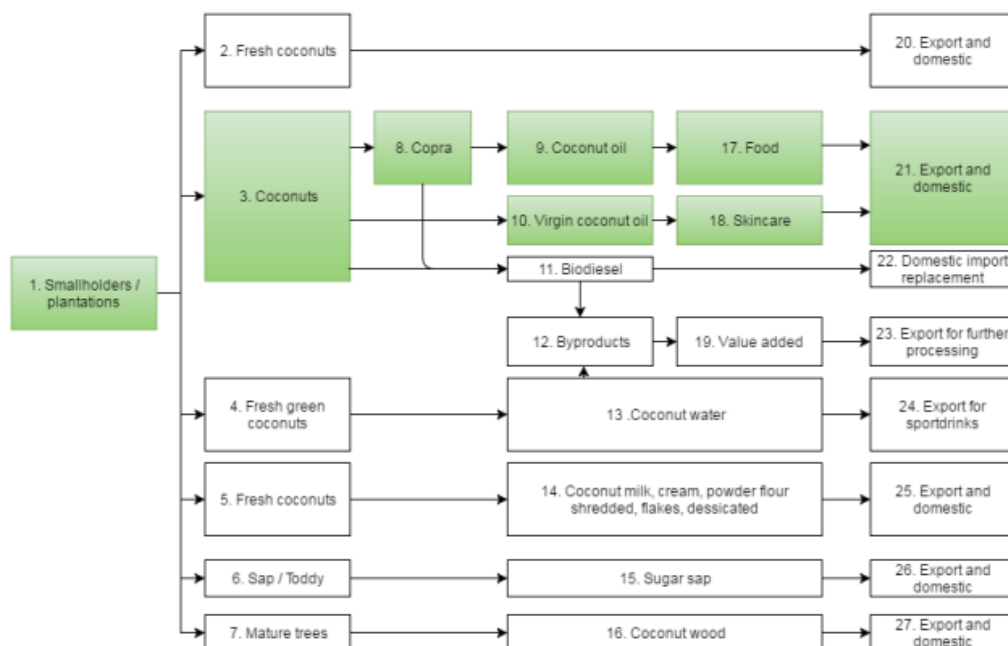 2. Fresh coconuts
20. Export and
domestic
8. Copra
9. Coconut oil
17. Food
3. Coconuts
21. Export and
domestic
10. Virgin coconut oil
18. Skincare
1. Smallholders /
plantations
11. Biodiesel
22. Domestic import
replacement
12. Byproducts
19. Value added
23. Export for further
processing
4. Fresh green
coconuts
13 .Coconut water
24. Export for
sportdrinks
5. Fresh coconuts
14. Coconut milk, cream, powder flour
shredded, flakes, dessicated
25. Export and
domestic
6. Sap / Toddy
15. Sugar sap
26. Export and
domestic
7. Mature trees
16. Coconut wood
27. Export and
domestic